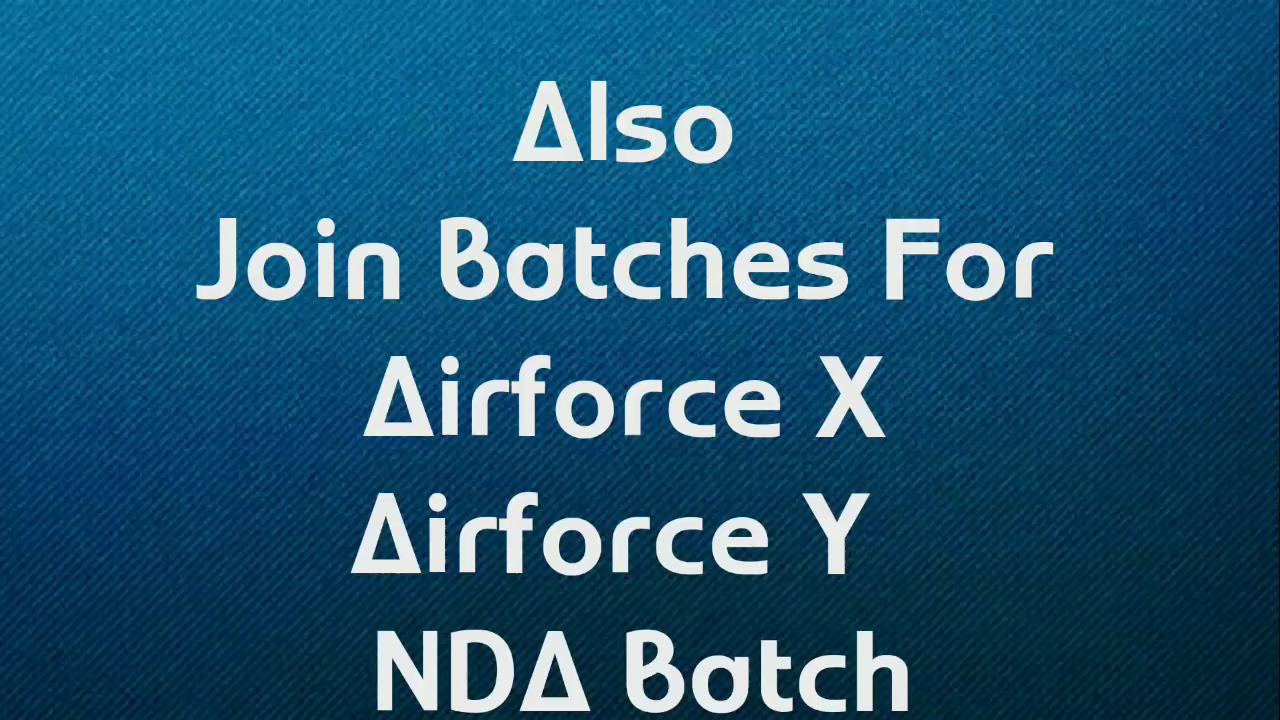 Also
Join Batches For
Airforce X
Airforce Y
NDA Batch